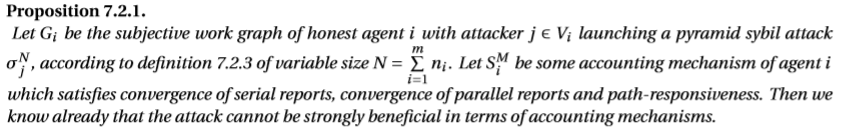 Proposition 7.2.1.
Let G_i be the subjective work graph of honest agent i with attacker j ϵ V_i launching a pyramid sybil attack
σ_j^N, according to definition 7.2.3 of variable size N = \sum_{i=1}^{m} n_i. Let S_i^M be some accounting mechanism of agent i
which satisfies convergence of serial reports, convergence of parallel reports and path-responsiveness. Then we
know already that the attack cannot be strongly beneficial in terms of accounting mechanisms.